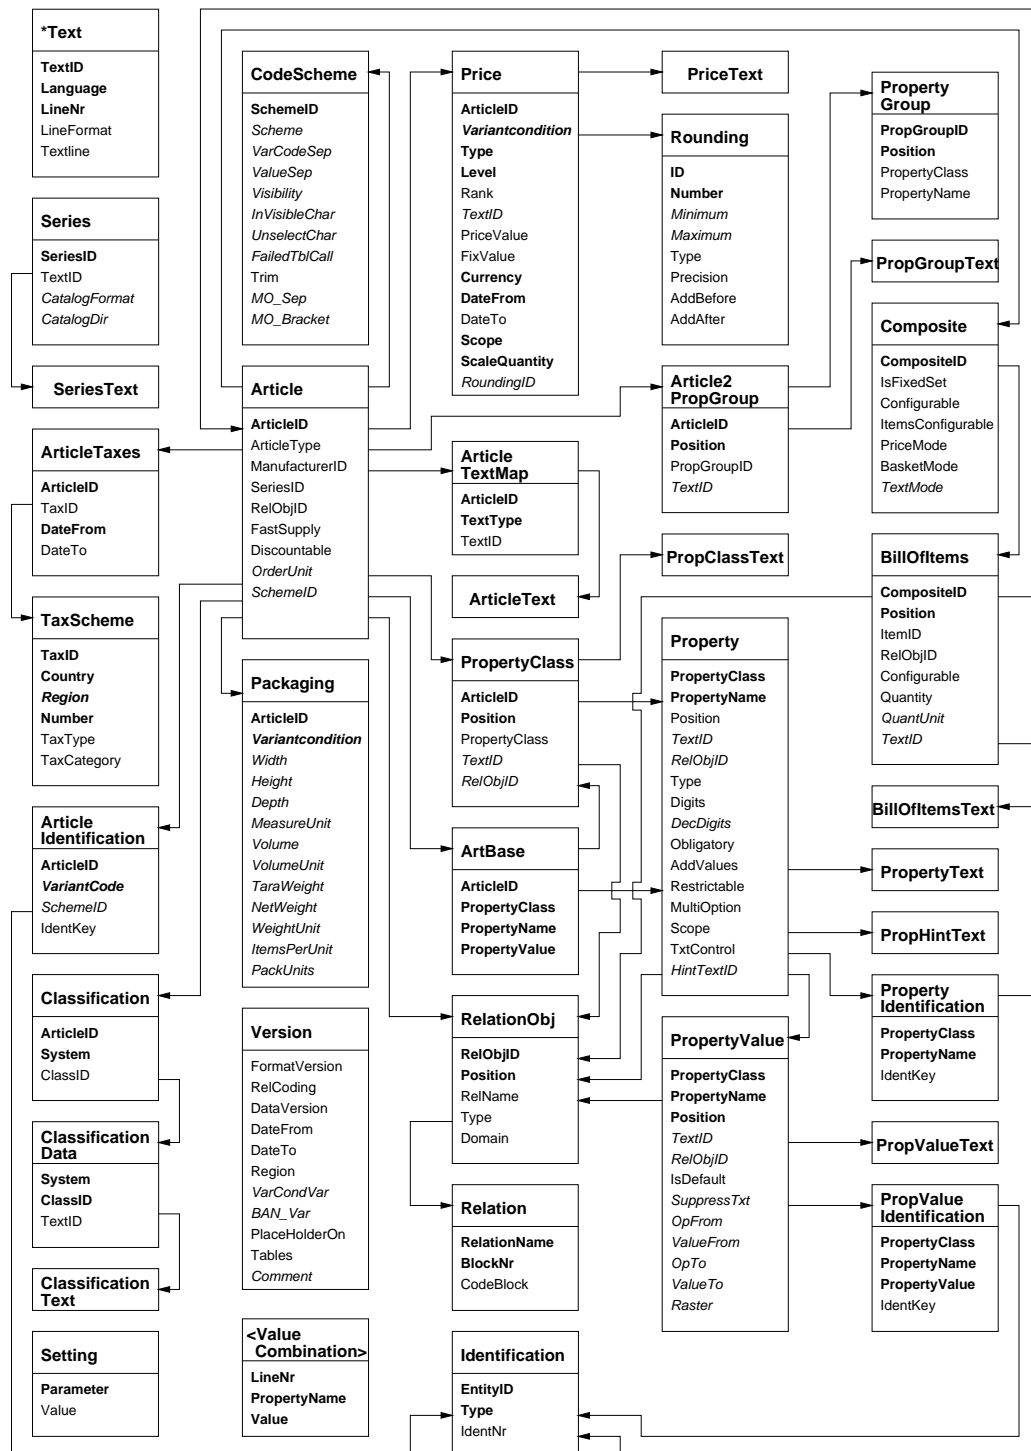 *Text
TextID
Language
LineNr
LineFormat
Textline
Series
SeriesID
TextID
CatalogFormat
CatalogDir
SeriesText
ArticleTaxes
ArticleID
TaxID
DateFrom
DateTo
TaxScheme
TaxID
Country
Region
Number
TaxType
TaxCategory
Article
Identification
ArticleID
VariantCode
SchemeID
IdentKey
Classification
ArticleID
System
ClassID
Classification
Data
System
ClassID
TextID
Classification
Text
Setting
Parameter
Value
CodeScheme
SchemeID
Scheme
VarCodeSep
ValueSep
Visibility
InVisibleChar
UnselectChar
FailedTblCall
Trim
MO_Sep
MO_Bracket
Article
ArticleID
ArticleType
ManufacturerID
SeriesID
RelObjID
FastSupply
Discountable
OrderUnit
SchemeID
Packaging
ArticleID
Variantcondition
Width
Height
Depth
MeasureUnit
Volume
VolumeUnit
TaraWeight
NetWeight
WeightUnit
ItemsPerUnit
PackUnits
Version
FormatVersion
RelCoding
DataVersion
DateFrom
DateTo
Region
VarCondVar
BAN_Var
PlaceHolderOn
Tables
Comment
<Value
Combination>
LineNr
PropertyName
Value
Price
ArticleID
Variantcondition
Type
Level
Rank
TextID
PriceValue
FixValue
Currency
DateFrom
DateTo
Scope
ScaleQuantity
RoundingID
Article
TextMap
ArticleID
TextType
TextID
ArticleText
PropertyClass
ArticleID
Position
PropertyClass
TextID
RelObjID
ArtBase
ArticleID
PropertyClass
PropertyName
PropertyValue
RelationObj
RelObjID
Position
RelName
Type
Domain
Relation
RelationName
BlockNr
CodeBlock
Identification
EntityID
Type
IdentNr
PriceText
Rounding
ID
Number
Minimum
Maximum
Type
Precision
AddBefore
AddAfter
Article2
PropGroup
ArticleID
Position
PropGroupID
TextID
PropClassText
Property
PropertyClass
PropertyName
Position
TextID
RelObjID
Type
Digits
DecDigits
Obligatory
AddValues
Restrictable
MultiOption
Scope
TxtControl
HintTextID
PropertyValue
PropertyClass
PropertyName
Position
TextID
RelObjID
IsDefault
SuppressTxt
OpFrom
ValueFrom
OpTo
ValueTo
Raster
Property
Group
PropGroupID
Position
PropertyClass
PropertyName
PropGroupText
Composite
CompositeID
IsFixedSet
Configurable
ItemsConfigurable
PriceMode
BasketMode
TextMode
BillOfItems
CompositeID
Position
ItemID
RelObjID
Configurable
Quantity
QuantUnit
TextID
BillOfItemsText
PropertyText
PropHintText
Property
Identification
PropertyClass
PropertyName
IdentKey
PropValueText
PropValue
Identification
PropertyClass
PropertyName
PropertyValue
IdentKey